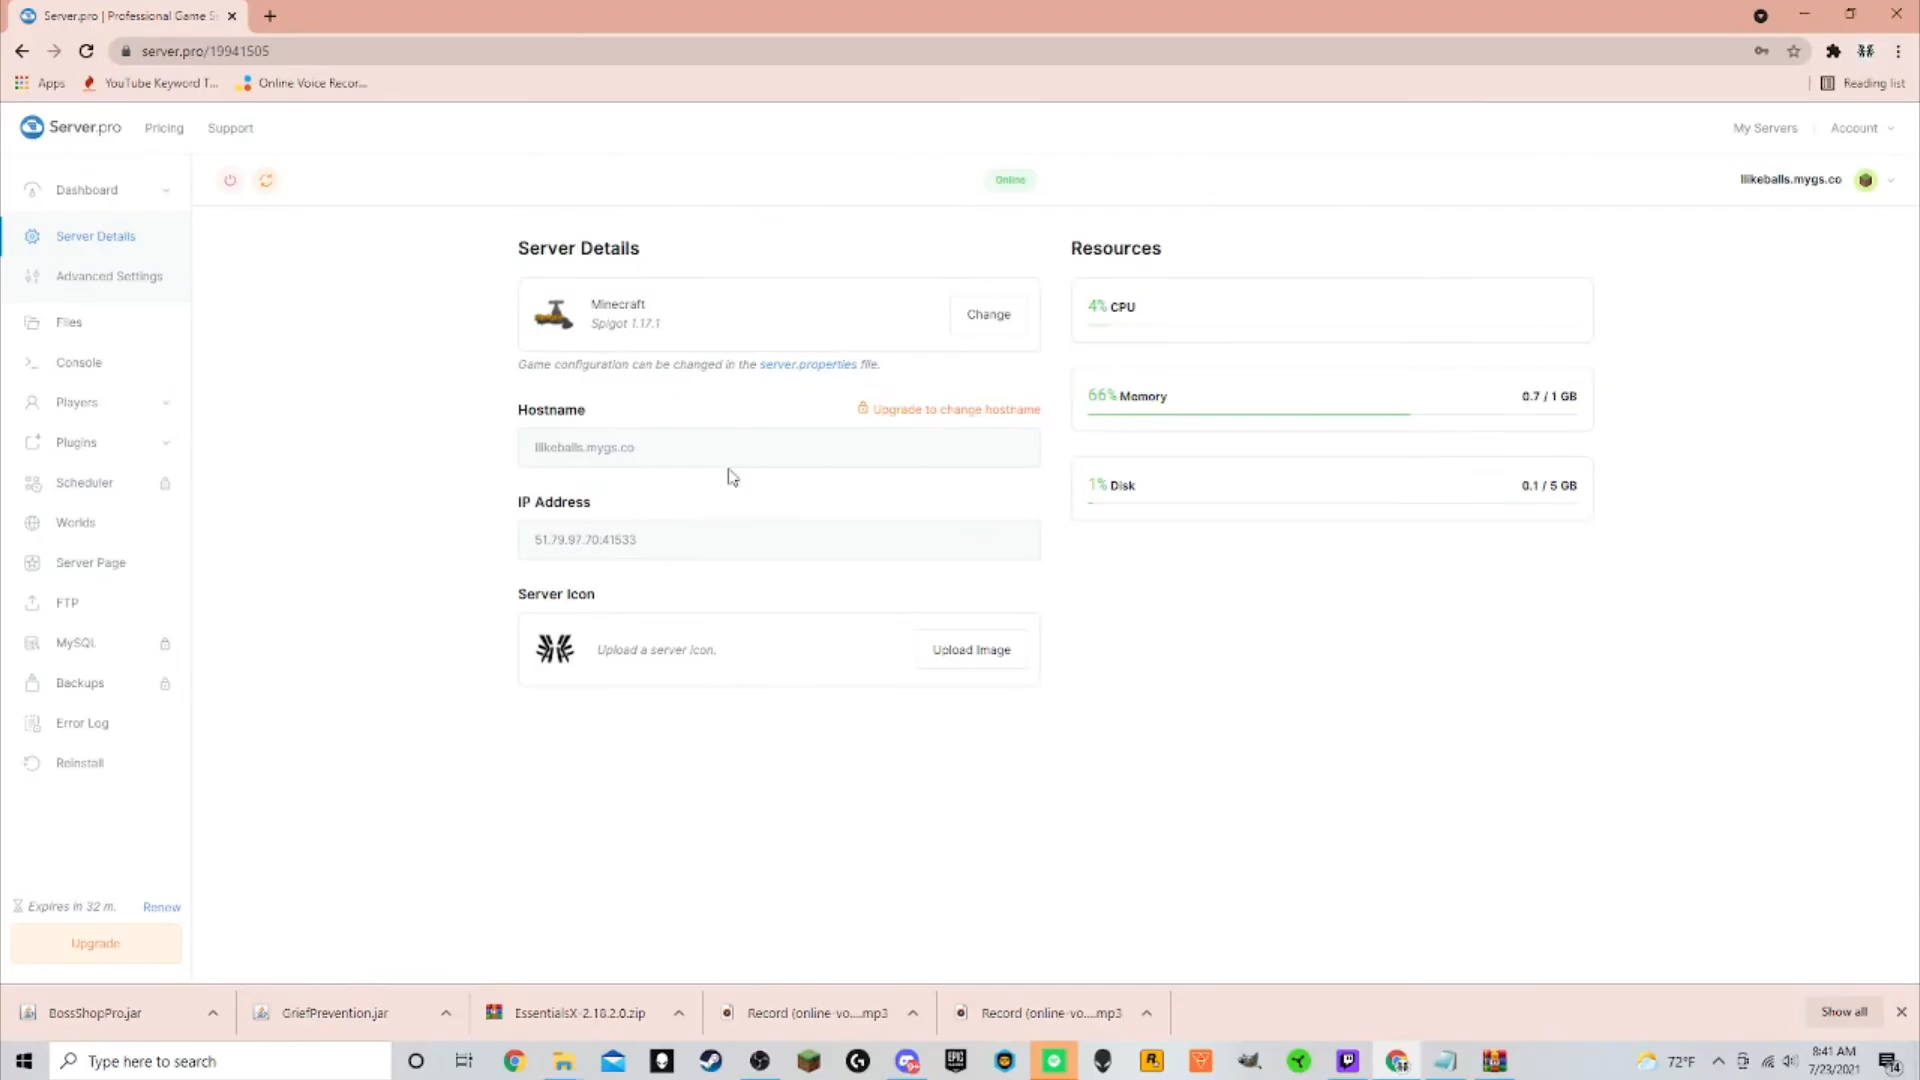 Server.pro | Professional Game S
server.pro/19941505
Apps
YouTube Keyword T...
Online Voice Recor...
Reading list
Server.pro
Pricing
Support
My Servers
Account
Dashboard
Online
llikeballs.mygs.co
Server Details
Advanced Settings
Files
Console
Players
Plugins
Scheduler
Worlds
Server Page
FTP
MySQL
Backups
Error Log
Reinstall
Expires in 32 m.
Renew
Upgrade
Server Details
Minecraft
Spigot 1.17.1
Change
Game configuration can be changed in the server.properties file.
Hostname
Upgrade to change hostname
llikeballs.mygs.co
IP Address
51.79.97.70:41533
Server Icon
Upload a server icon.
Upload Image
Resources
4% CPU
66% Memory
0.7 / 1 GB
1% Disk
0.1 / 5 GB
BossShopPro.jar
GriefPrevention.jar
EssentialsX-2.18.2.0.zip
Record (online-vo....mp3
Record (online-vo....mp3
Show all
Type here to search
EPIC
GAMES
R
72°F
8:41 AM
7/23/2021
14